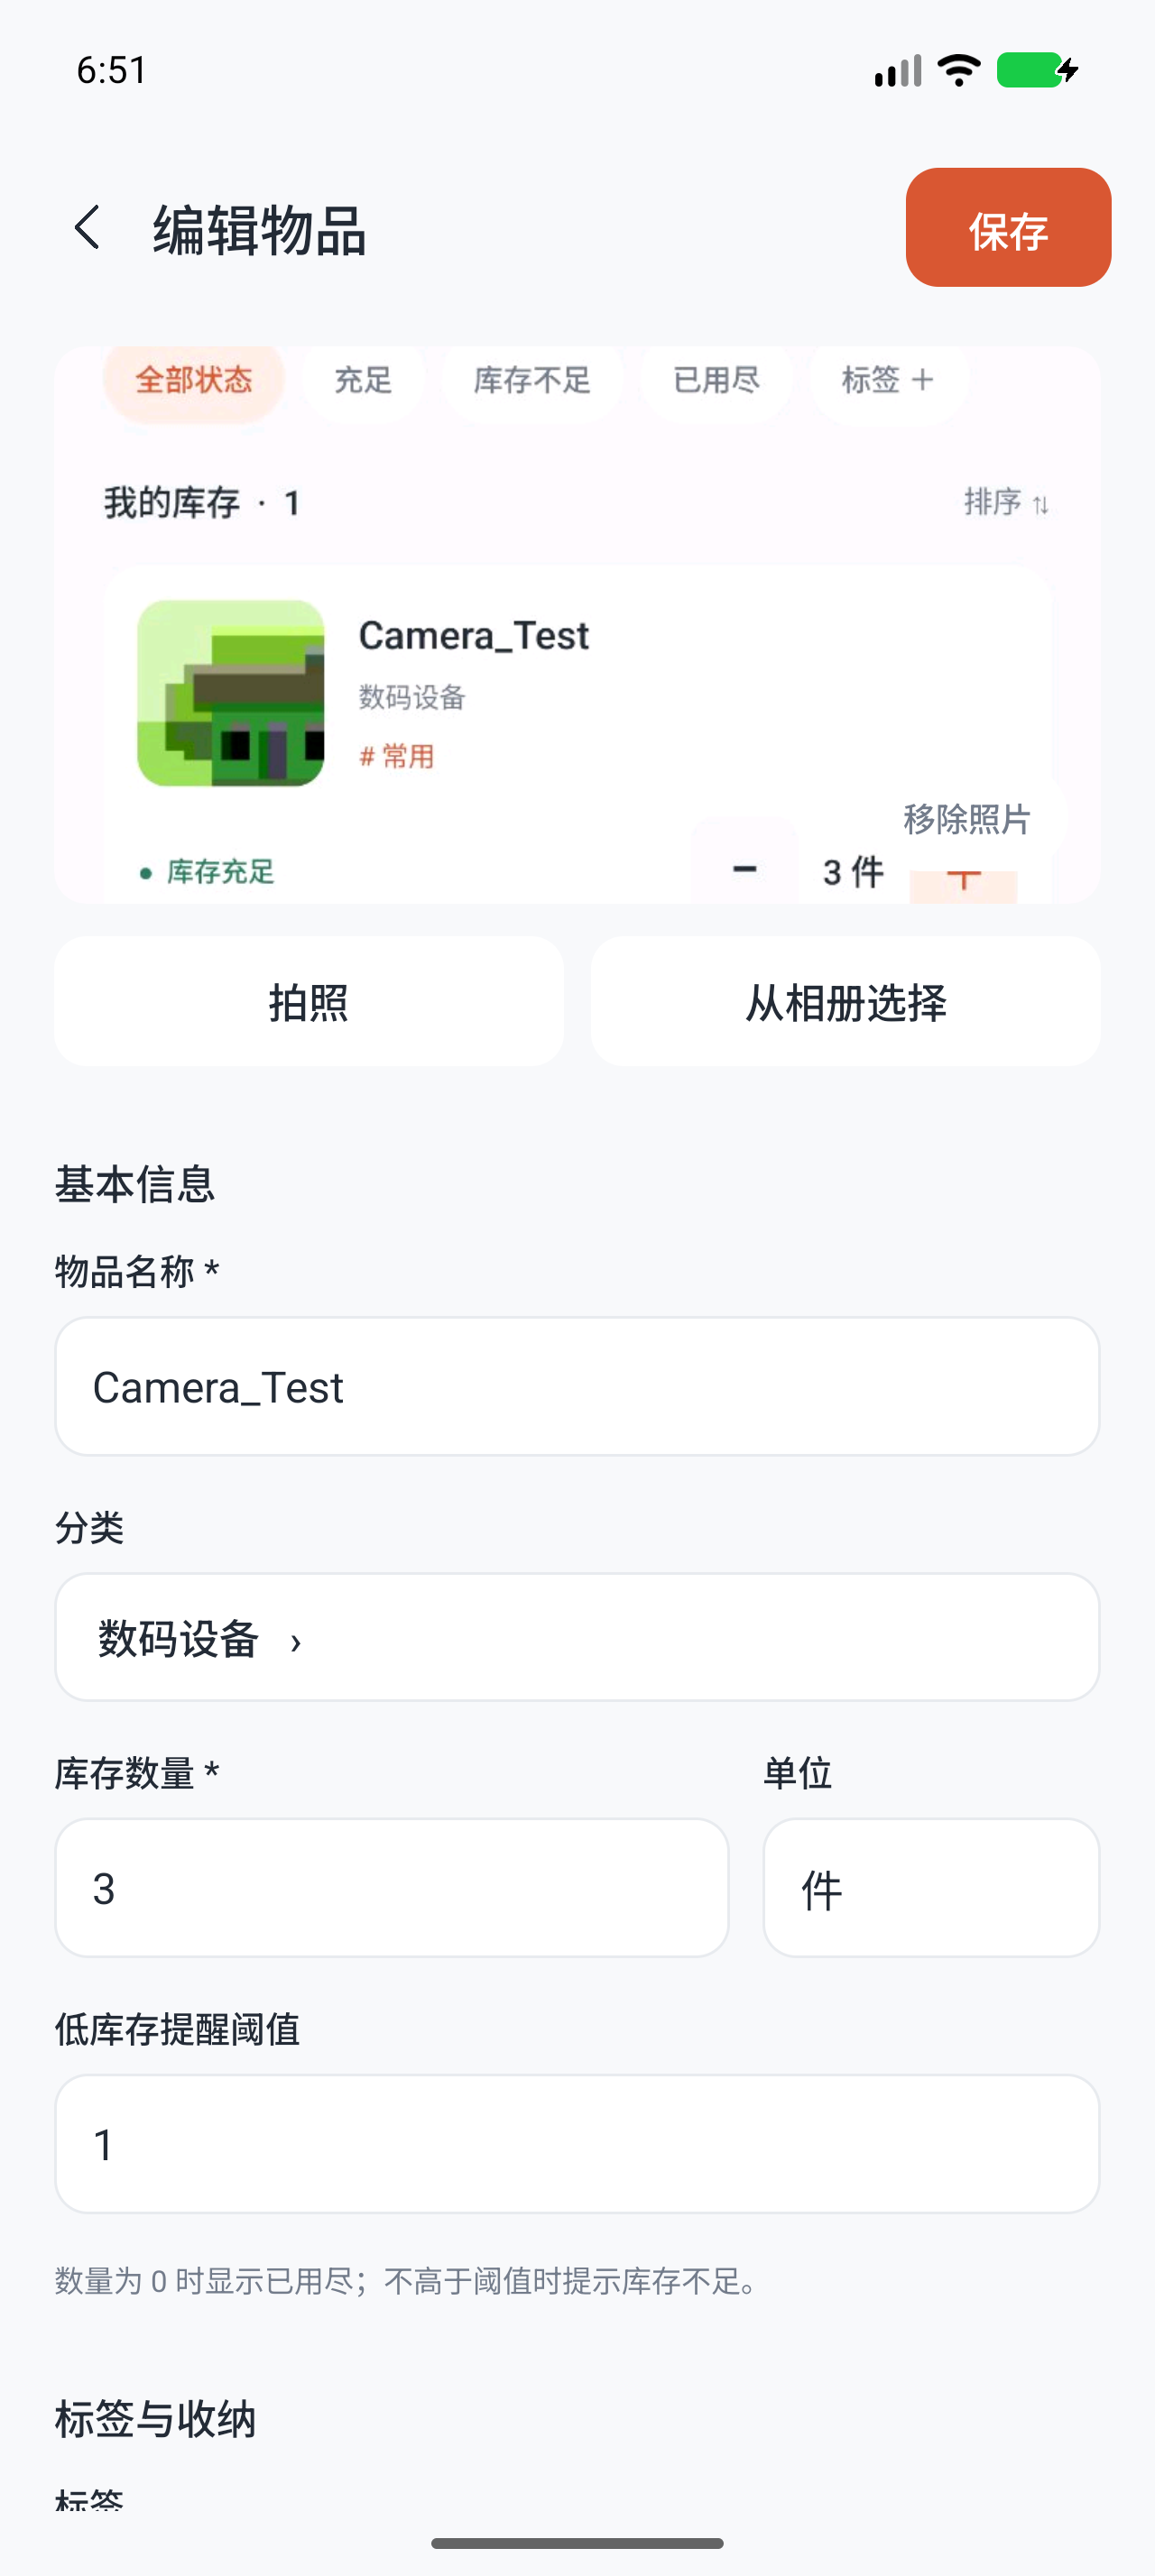 6:51
编辑物品
保存
全部状态 充足 库存不足 已用尽 标签 +
我的库存 · 1 排序 ⇅
Camera_Test
数码设备
# 常用
移除照片
• 库存充足 − 3 件 +
拍照 从相册选择
基本信息
物品名称 *
Camera_Test
分类
数码设备 ›
库存数量 * 单位
3 件
低库存提醒阈值
1
数量为 0 时显示已用尽；不高于阈值时提示库存不足。
标签与收纳
标签